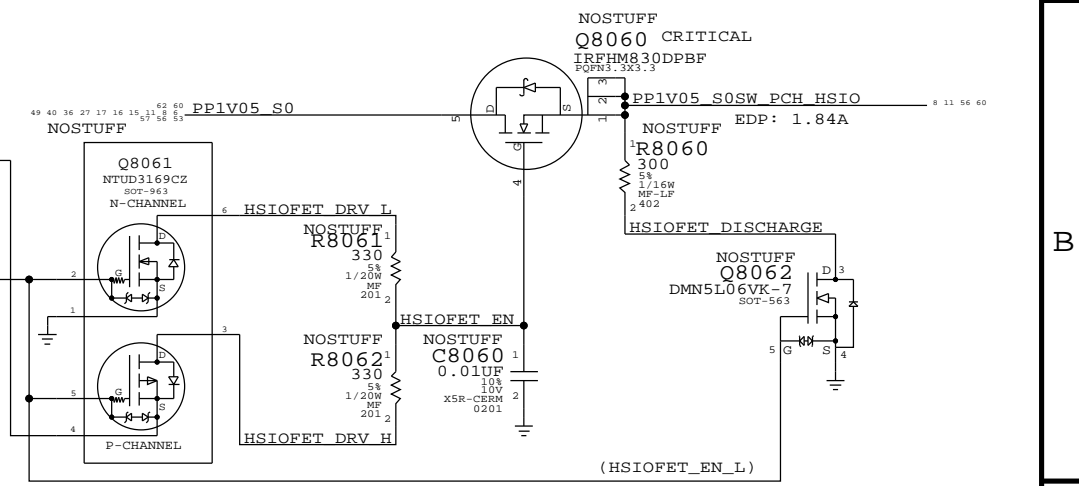 NOSTUFF
Q8060 CRITICAL
IRFHM830DPBF
PQFN3.3X3.3
D
S
G
5
4
3
2
1
62 60
49 40 36 27 17 16 15 11 8 6
57 56 53
PP1V05_S0
PP1V05_S0SW_PCH_HSIO
8 11 56 60
EDP: 1.84A
NOSTUFF
Q8061
NTUD3169CZ
SOT-963
N-CHANNEL
D
G
S
2
1
6
HSIOFET_DRV_L
NOSTUFF
R8061
330
5%
1/20W
MF
201
1
2
NOSTUFF
R8060
300
5%
1/16W
MF-LF
402
1
2
HSIOFET_DISCHARGE
NOSTUFF
Q8062
DMN5L06VK-7
SOT-563
D 3
5 G S 4
B
HSIOFET_EN
3
D
G
S
5
4
P-CHANNEL
NOSTUFF
R8062
330
5%
1/20W
MF
201
1
2
NOSTUFF
C8060
0.01UF
10%
10V
X5R-CERM
0201
1
2
HSIOFET_DRV_H
(HSIOFET_EN_L)